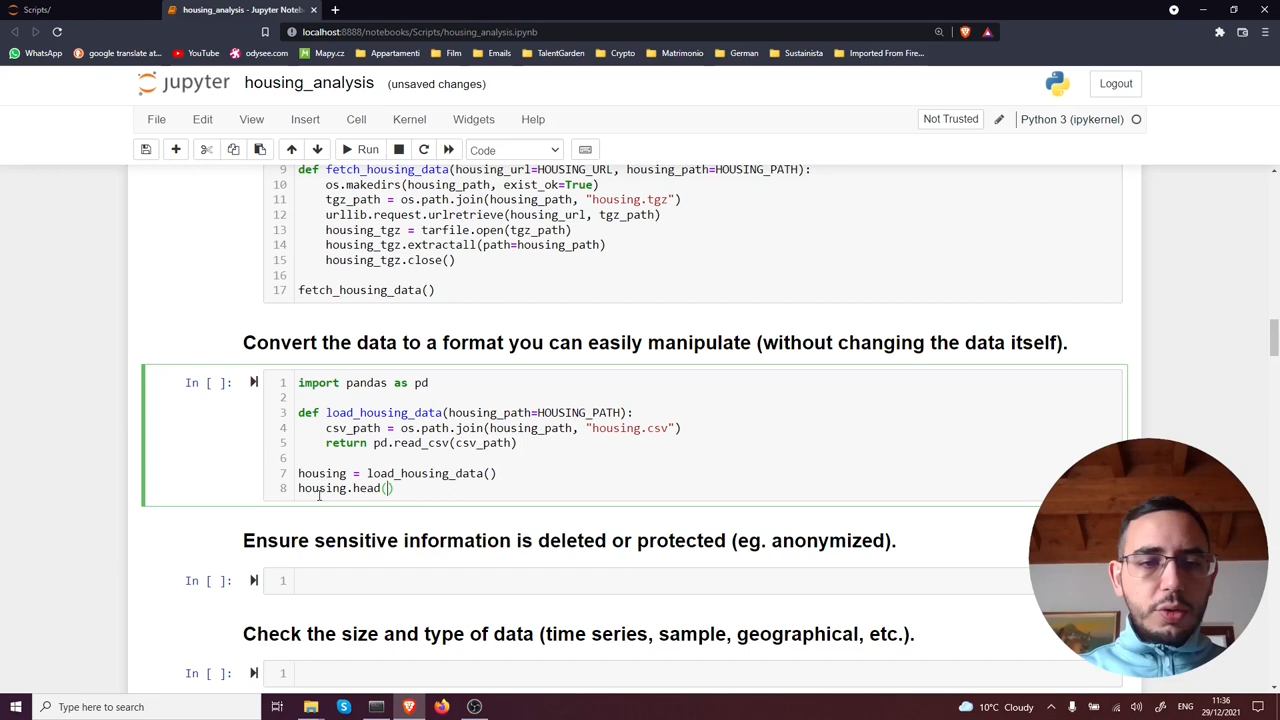 Scripts/
housing_analysis - Jupyter Noteb
localhost:8888/notebooks/Scripts/housing_analysis.ipynb
WhatsApp
google translate at...
YouTube
odysee.com
Mapy.cz
Appartamenti
Film
Emails
TalentGarden
Crypto
Matrimonio
German
Sustainista
Imported From Fire...
jupyter
housing_analysis
(unsaved changes)
Logout
File
Edit
View
Insert
Cell
Kernel
Widgets
Help
Not Trusted
Python 3 (ipykernel)
Run
Code
9 def fetch_housing_data(housing_url=HOUSING_URL, housing_path=HOUSING_PATH):
10 os.makedirs(housing_path, exist_ok=True)
11 tgz_path = os.path.join(housing_path, "housing.tgz")
12 urllib.request.urlretrieve(housing_url, tgz_path)
13 housing_tgz = tarfile.open(tgz_path)
14 housing_tgz.extractall(path=housing_path)
15 housing_tgz.close()
16
17 fetch_housing_data()
Convert the data to a format you can easily manipulate (without changing the data itself).
In [ ]:
1 import pandas as pd
2
3 def load_housing_data(housing_path=HOUSING_PATH):
4 csv_path = os.path.join(housing_path, "housing.csv")
5 return pd.read_csv(csv_path)
6
7 housing = load_housing_data()
8 housing.head()
Ensure sensitive information is deleted or protected (eg. anonymized).
In [ ]: 1
Check the size and type of data (time series, sample, geographical, etc.).
In [ ]: 1
Type here to search
10°C Cloudy
ENG
11:36
29/12/2021